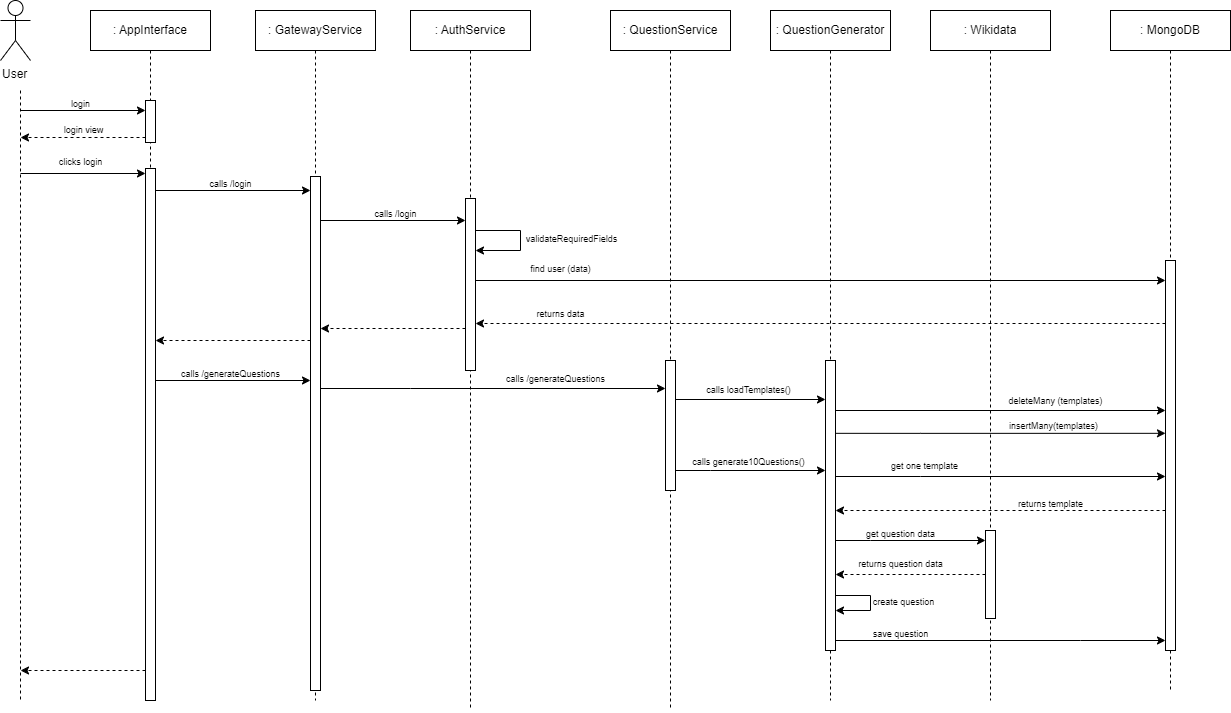 : AppInterface
: GatewayService
: AuthService
: QuestionService
: QuestionGenerator
: Wikidata
: MongoDB
User
login
login view
clicks login
calls /login
calls /login
validateRequiredFields
find user (data)
returns data
calls /generateQuestions
calls /generateQuestions
calls loadTemplates()
deleteMany (templates)
insertMany(templates)
calls generate10Questions()
get one template
returns template
get question data
returns question data
create question
save question